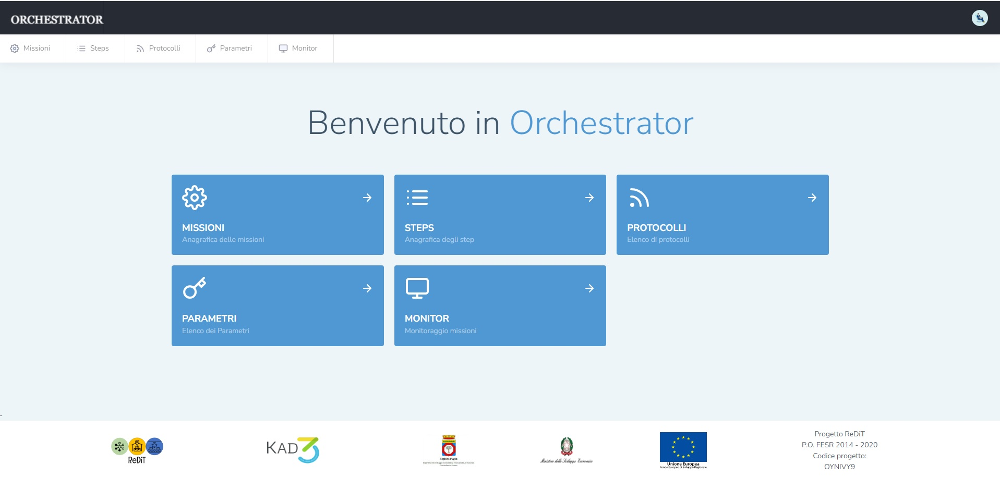 ORCHESTRATOR
Missioni
Steps
Protocolli
Parametri
Monitor
Benvenuto in Orchestrator
MISSIONI
Anagrafica delle missioni
STEPS
Anagrafica degli step
PROTOCOLLI
Elenco di protocolli
PARAMETRI
Elenco dei Parametri
MONITOR
Monitoraggio missioni
ReDiT
KAD3
Regione Puglia
Ministero dello Sviluppo Economico
Unione Europea
Fondo Europeo di Sviluppo Regionale
Progetto ReDiT
P.O. FESR 2014 - 2020
Codice progetto:
OYNIVY9